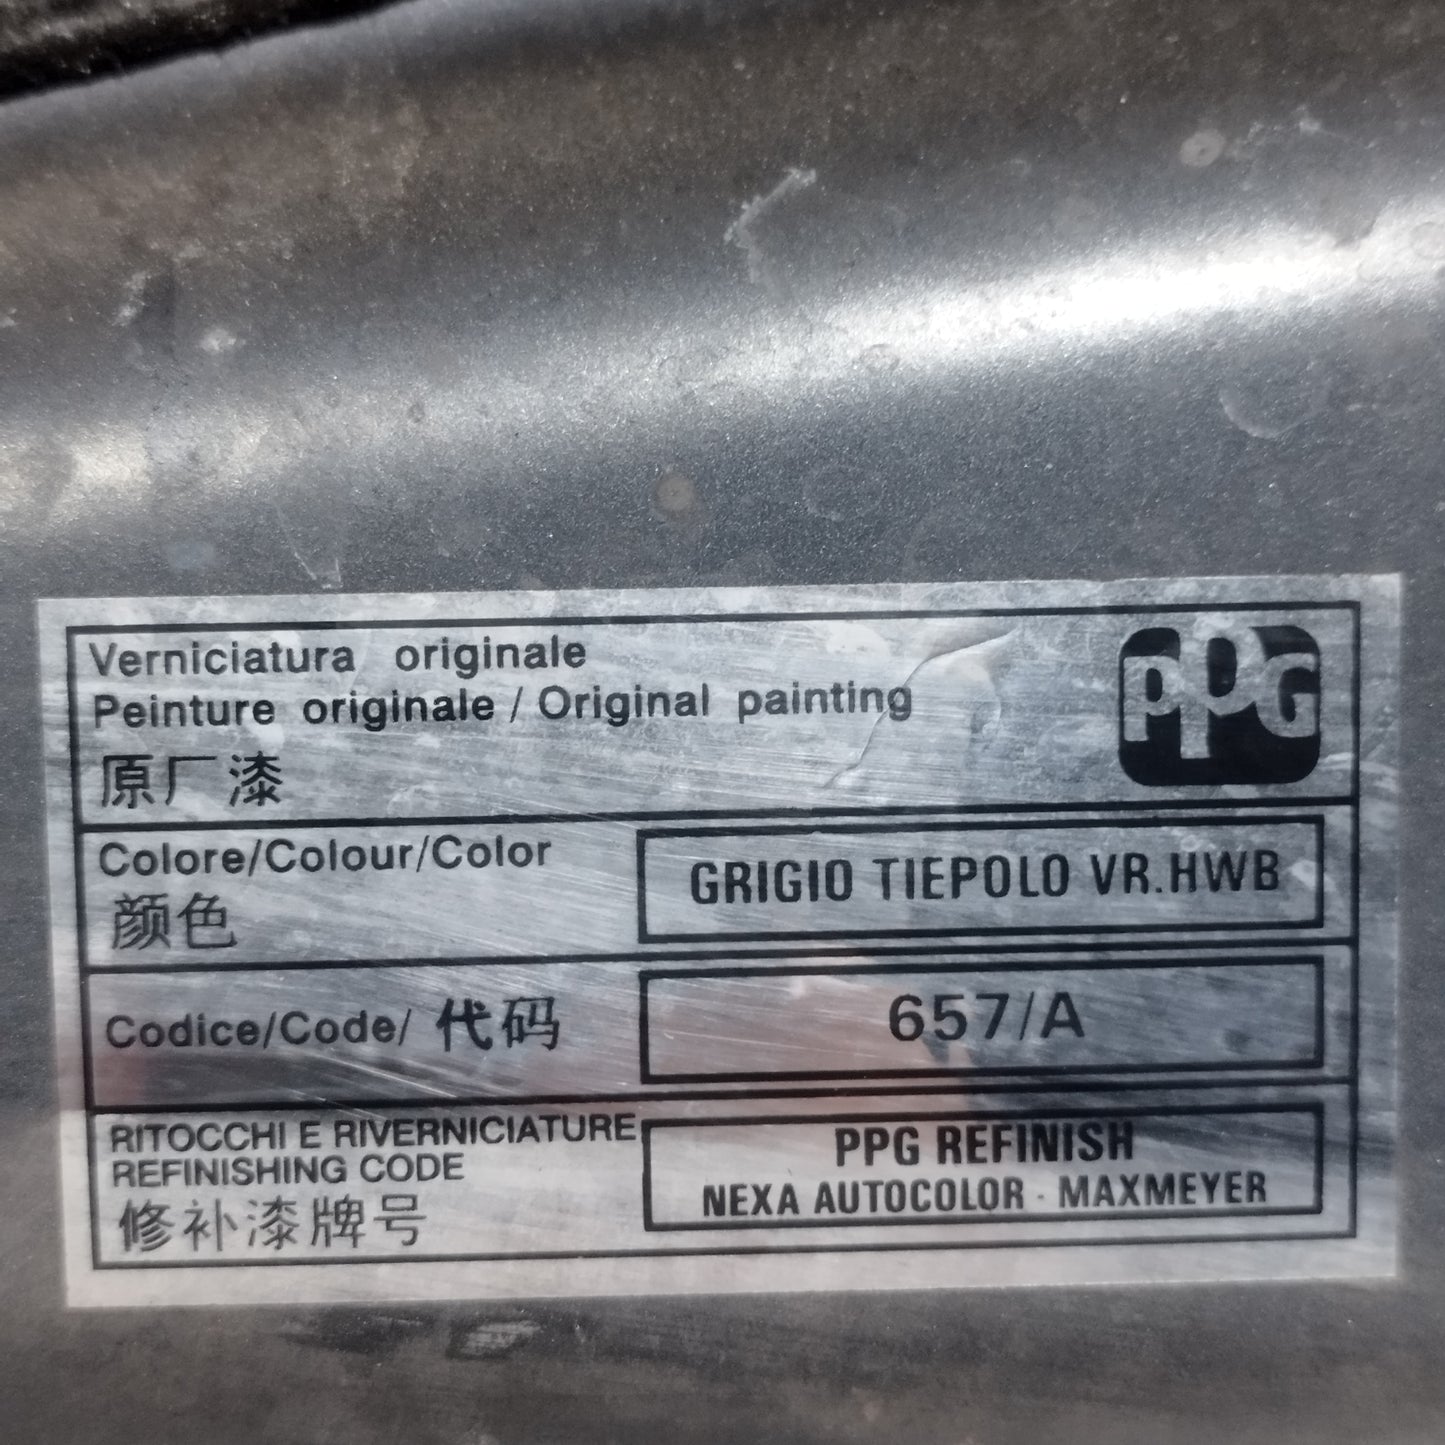 Verniciatura originale
Peinture originale / Original painting
原厂漆
PPG
Colore/Colour/Color
颜色
GRIGIO TIEPOLO VR.HWB
Codice/Code/ 代码
657/A
RITOCCHI E RIVERNICIATURE
REFINISHING CODE
修补漆牌号
PPG REFINISH
NEXA AUTOCOLOR · MAXMEYER